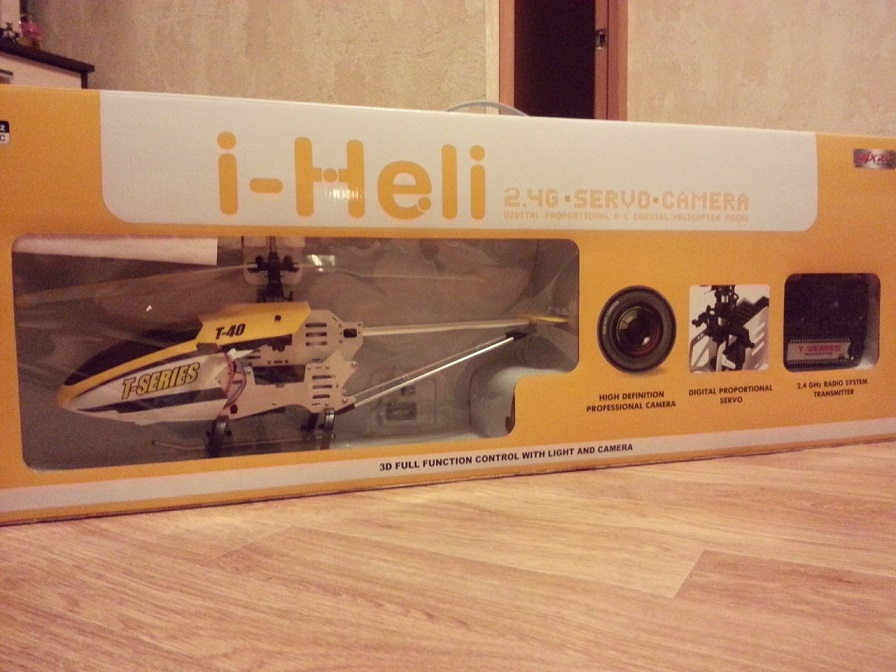 i-Heli
2.4G•SERVO•CAMERA
DIGITAL PROPORTIONAL R/C COAXIAL HELICOPTER MODEL
T-40
T-SERIES
T-SERIES
HIGH DEFINITION
PROFESSIONAL CAMERA
DIGITAL PROPORTIONAL
SERVO
2.4 GHz RADIO SYSTEM
TRANSMITTER
3D FULL FUNCTION CONTROL WITH LIGHT AND CAMERA